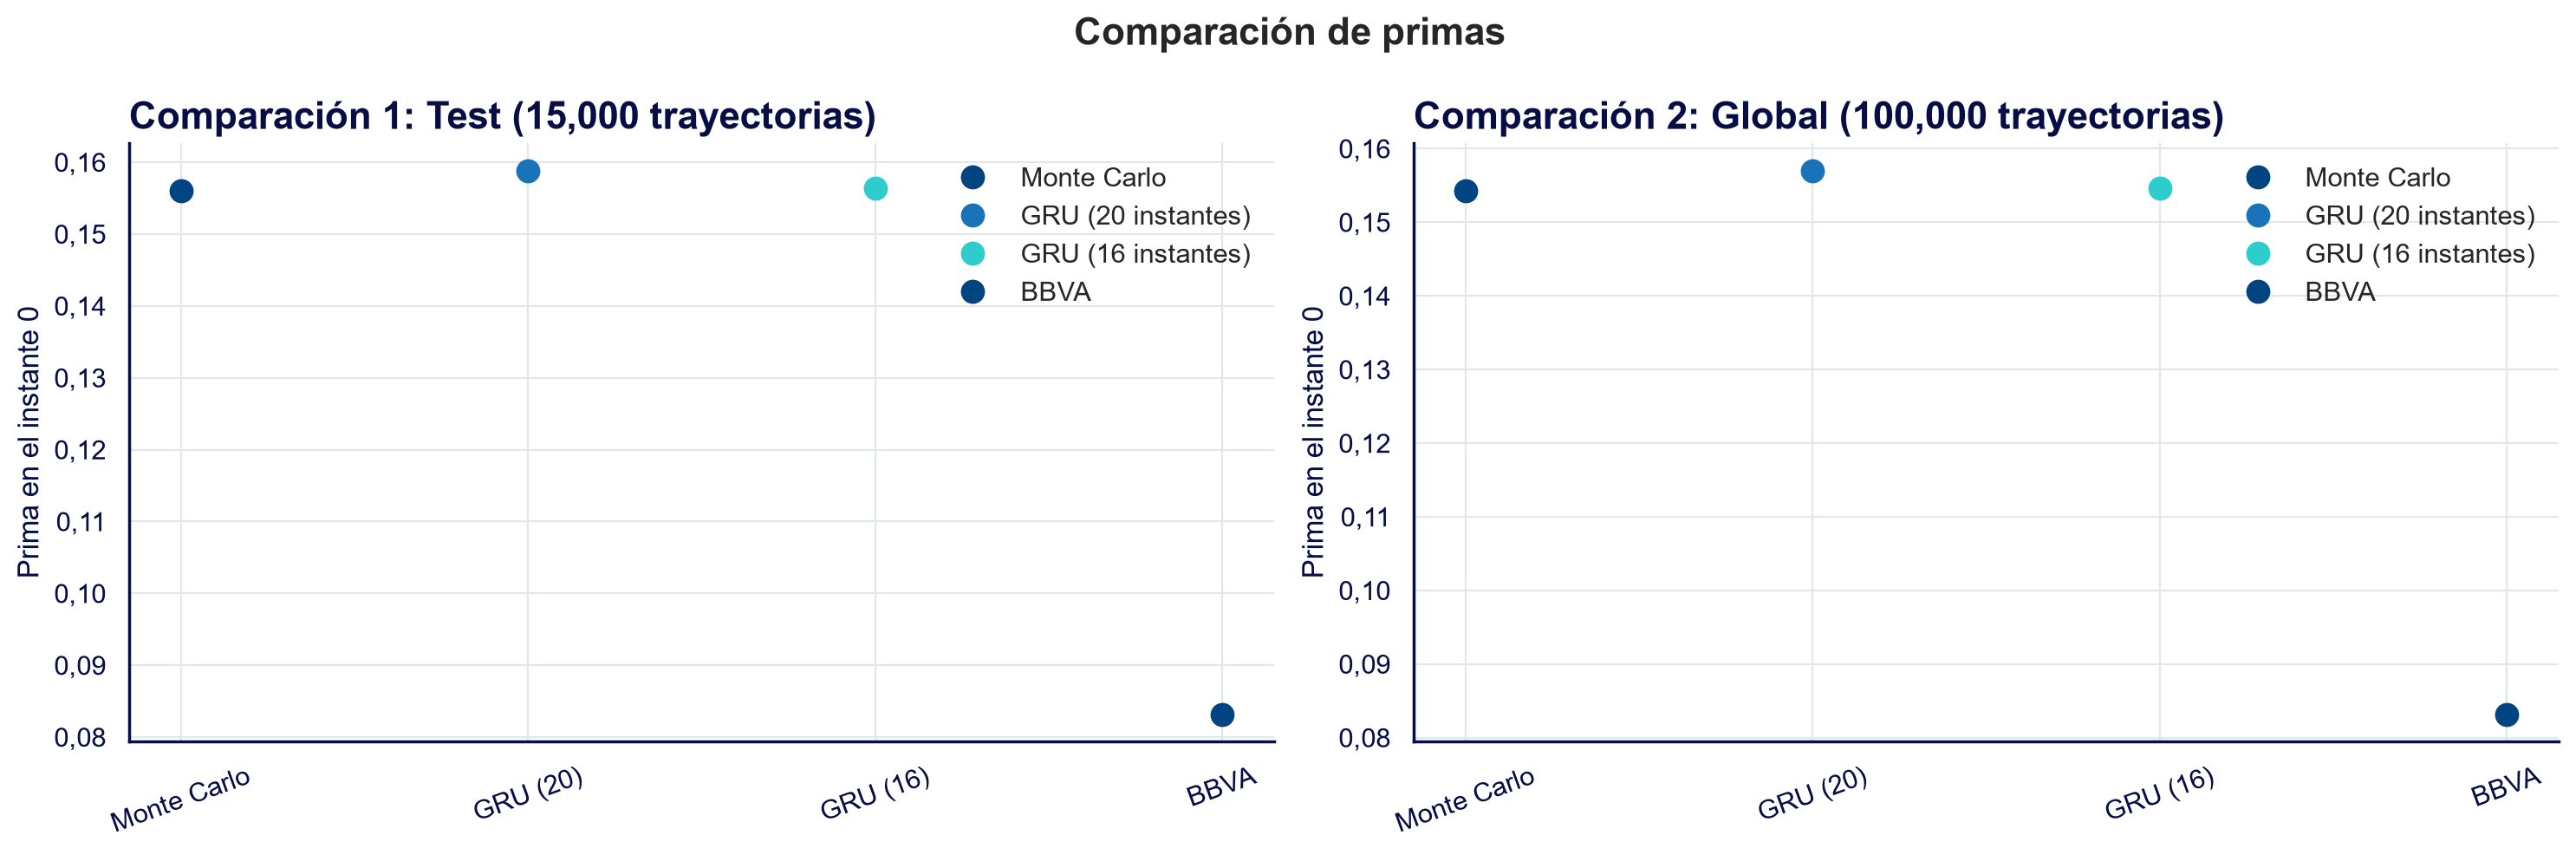 Comparación de primas
Comparación 1: Test (15,000 trayectorias)
Prima en el instante 0
0,16
0,15
0,14
0,13
0,12
0,11
0,10
0,09
0,08
Monte Carlo
GRU (20 instantes)
GRU (16 instantes)
BBVA
Monte Carlo
GRU (20)
GRU (16)
BBVA
Comparación 2: Global (100,000 trayectorias)
Prima en el instante 0
0,16
0,15
0,14
0,13
0,12
0,11
0,10
0,09
0,08
Monte Carlo
GRU (20 instantes)
GRU (16 instantes)
BBVA
Monte Carlo
GRU (20)
GRU (16)
BBVA